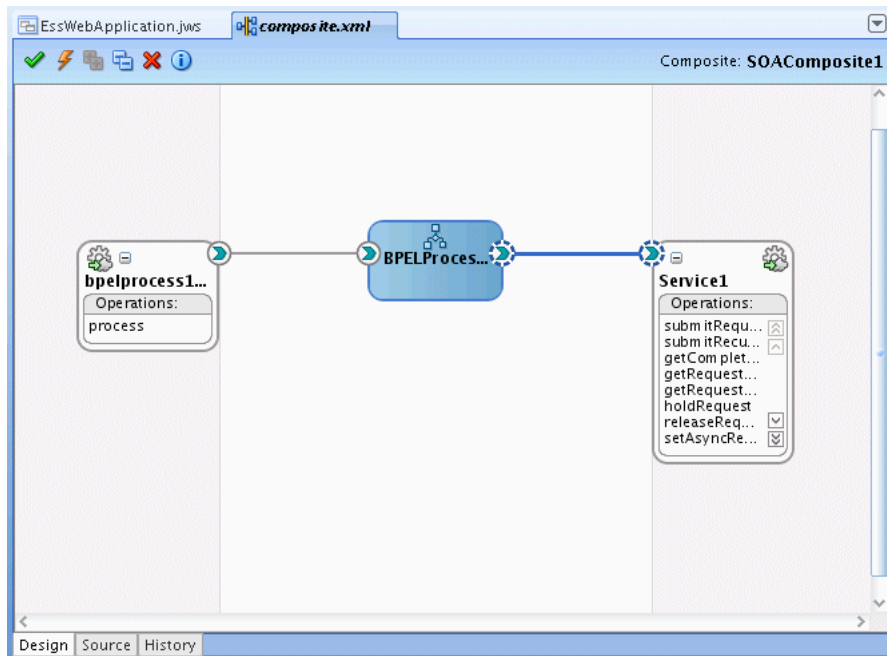 EssWebApplication.jws composite.xml
Composite: SOAComposite1
bpelprocess1...
Operations:
process
BPELProces...
Service1
Operations:
submitRequ...
submitRecu...
getComplet...
getRequest...
getRequest...
holdRequest
releaseReq...
setAsyncRe...
Design Source History